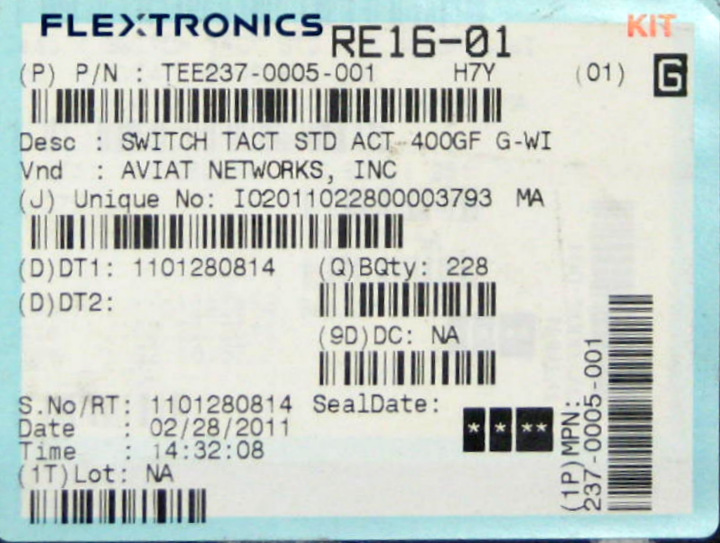 FLEXTRONICS RE16-01 KIT
(P) P/N : TEE237-0005-001 H7Y (01) G
Desc : SWITCH TACT STD ACT-400GF G-WI
Vnd : AVIAT NETWORKS, INC
(J) Unique No: IO2011022800003793 MA
(D)DT1: 1101280814 (Q)BQty: 228
(D)DT2:
(9D)DC: NA
S.No/RT: 1101280814 SealDate:
* * **
Date : 02/28/2011
Time : 14:32:08
(1T)Lot: NA
(1P)MPN:
237-0005-001